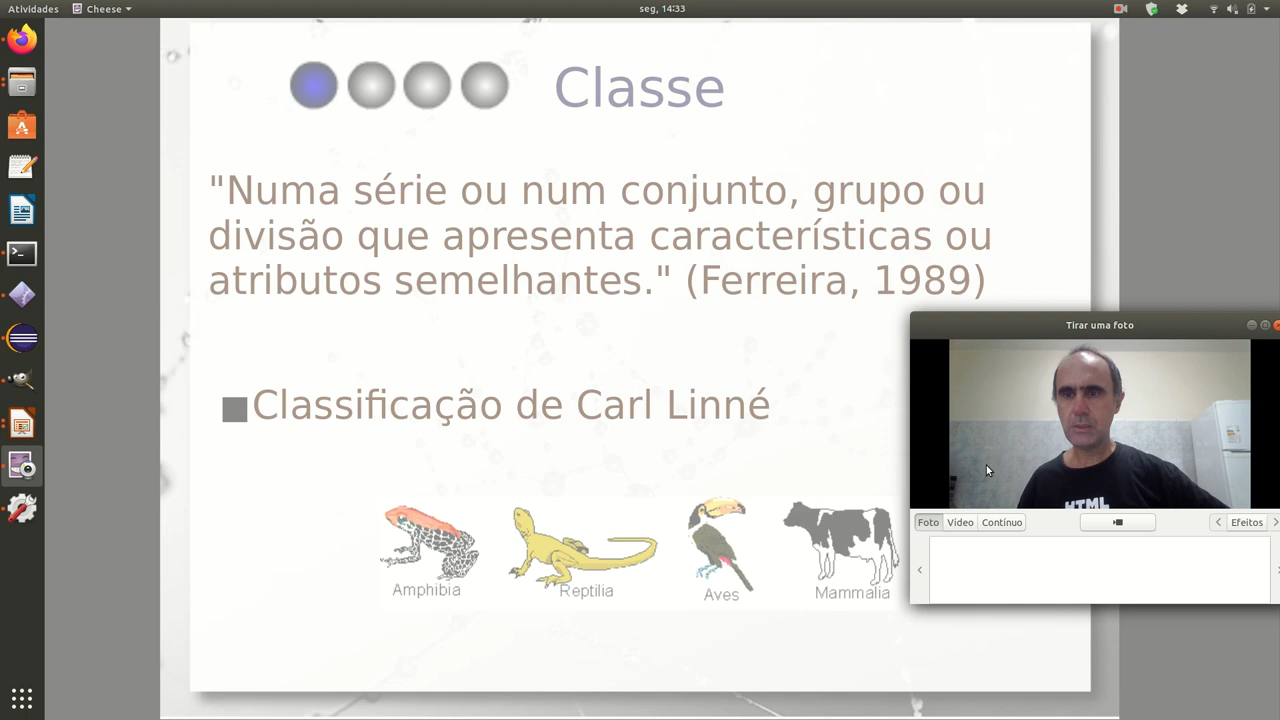 Atividades
Cheese
seg, 14:33
Classe
"Numa série ou num conjunto, grupo ou
divisão que apresenta características ou
atributos semelhantes." (Ferreira, 1989)
Classificação de Carl Linné
Amphibia
Reptilia
Aves
Mammalia
Tirar uma foto
HTML
Foto
Vídeo
Contínuo
Efeitos